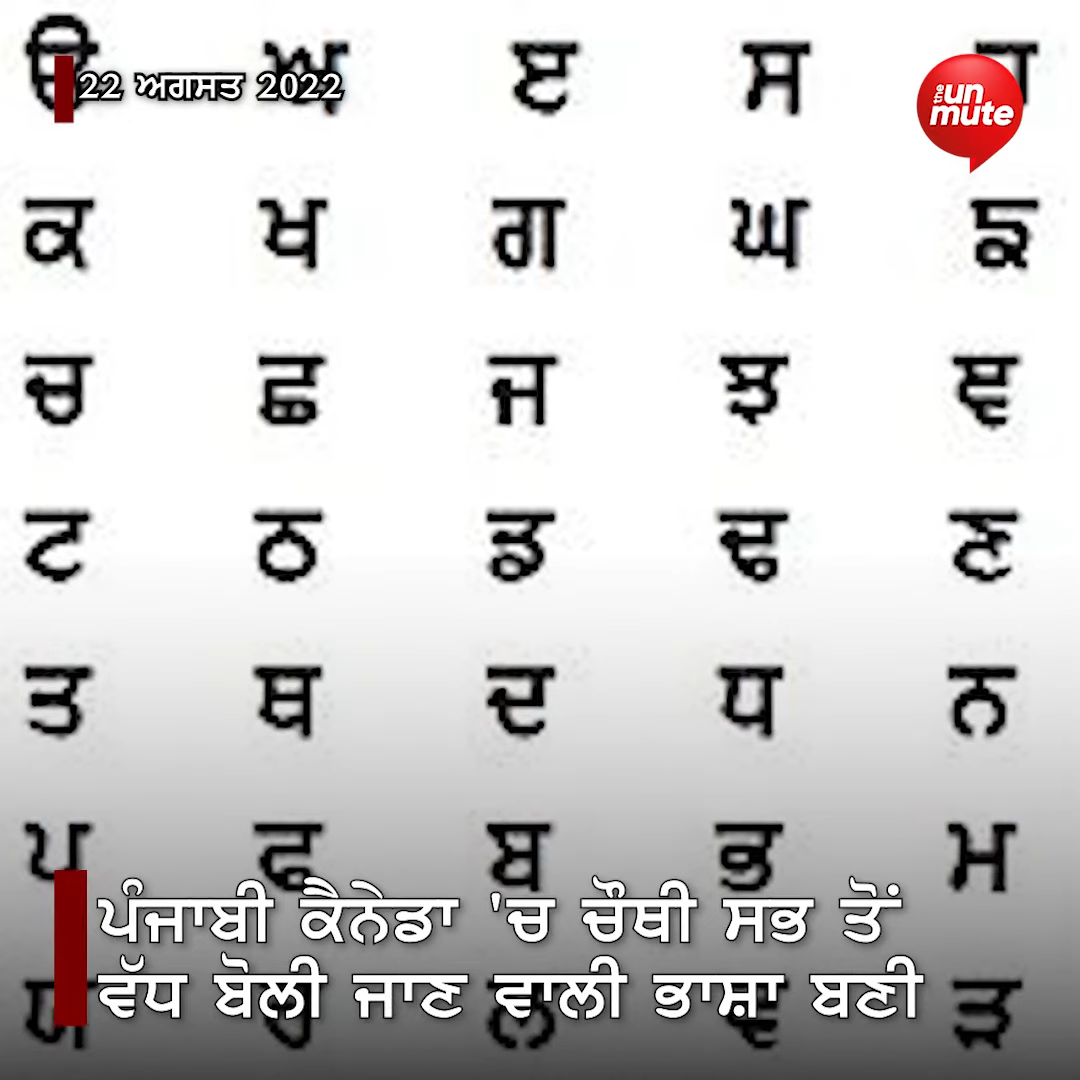 ੳ ਅ ੲ ਸ
22 ਅਗਸਤ 2022
the un mute
ਕ ਖ ਗ ਘ ਙ
ਚ ਛ ਜ ਝ ਞ
ਟ ਠ ਡ ਢ ਣ
ਤ ਥ ਦ ਧ ਨ
ਪ ਫ ਬ ਭ ਮ
ਪੰਜਾਬੀ ਕੈਨੇਡਾ 'ਚ ਚੌਥੀ ਸਭ ਤੋਂ
ਵੱਧ ਬੋਲੀ ਜਾਣ ਵਾਲੀ ਭਾਸ਼ਾ ਬਣੀ
ੜ